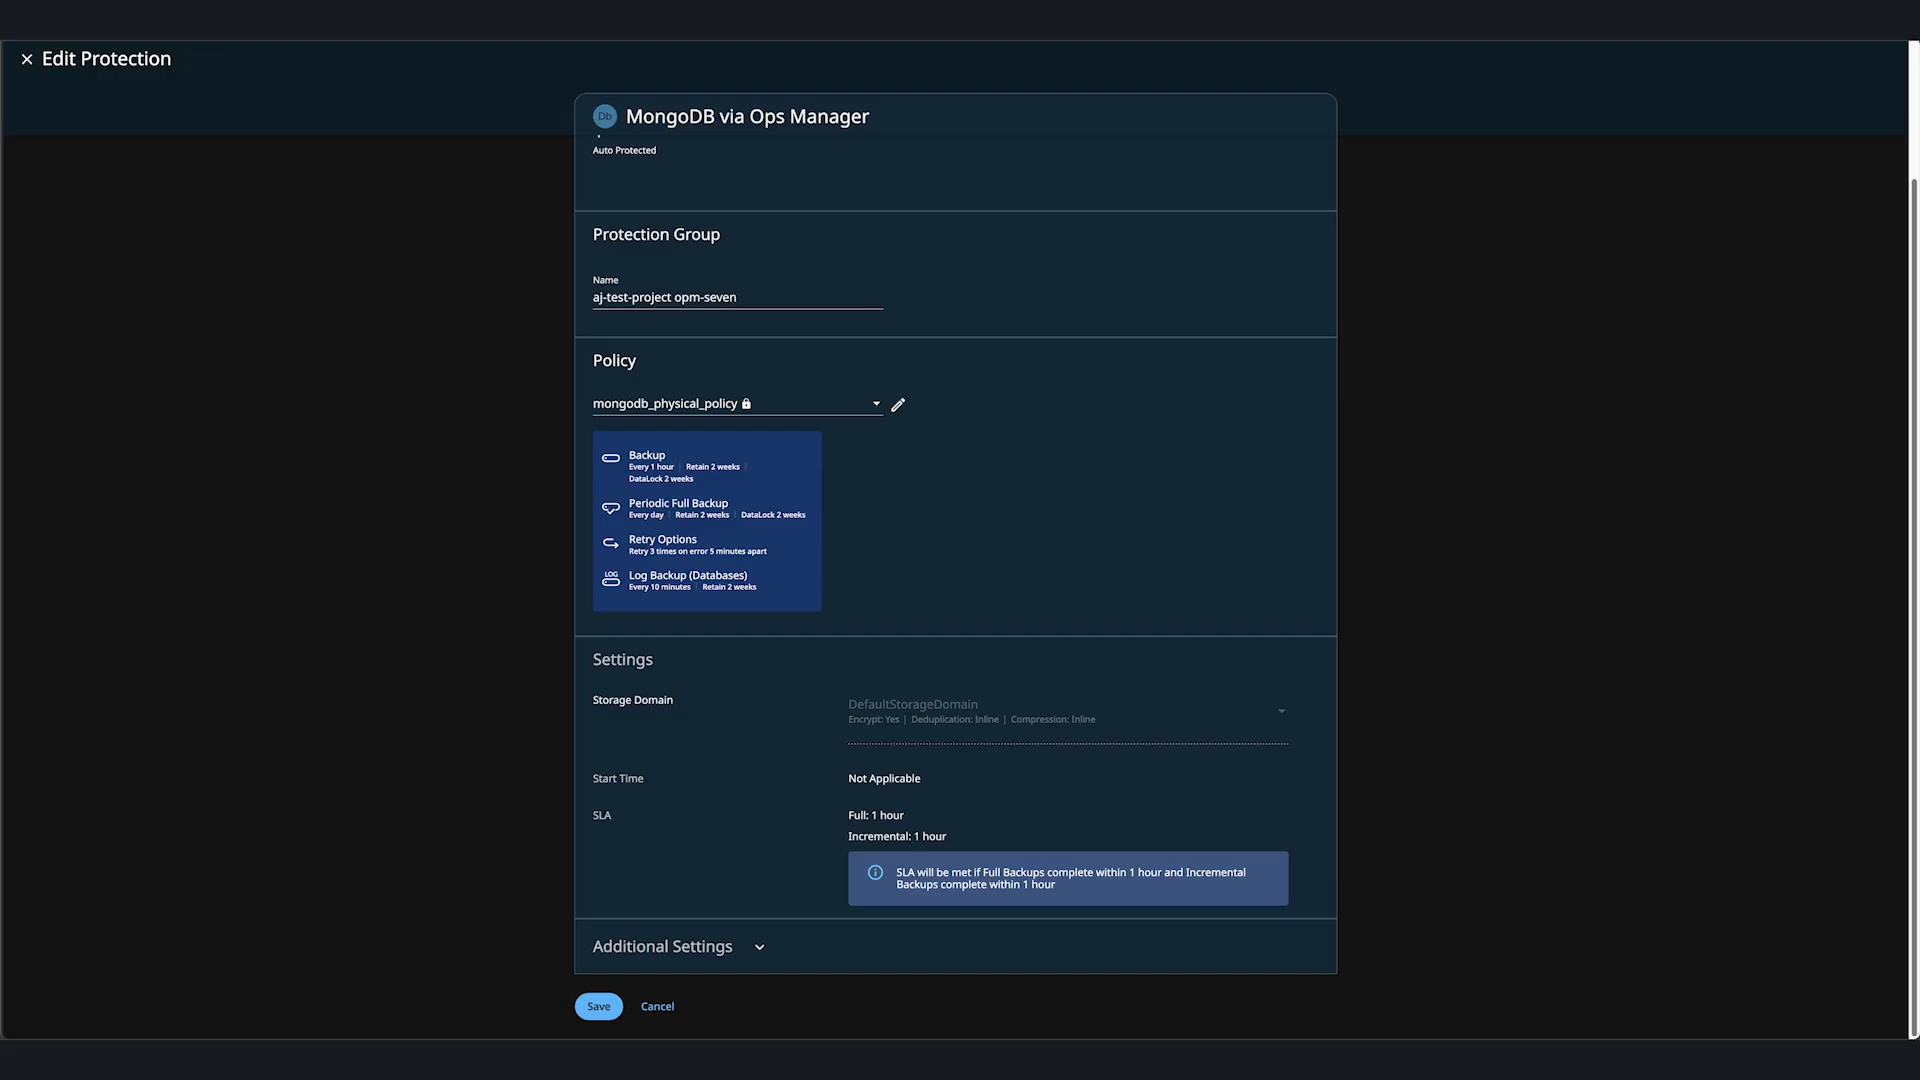 Edit Protection
Db MongoDB via Ops Manager
Auto Protected
Protection Group
Name
aj-test-project opm-seven
Policy
mongodb_physical_policy
Backup
Every 1 hour | Retain 2 weeks |
DataLock 2 weeks
Periodic Full Backup
Every day | Retain 2 weeks | DataLock 2 weeks
Retry Options
Retry 3 times on error 5 minutes apart
LOG
Log Backup (Databases)
Every 10 minutes | Retain 2 weeks
Settings
Storage Domain
DefaultStorageDomain
Encrypt: Yes | Deduplication: Inline | Compression: Inline
Start Time
Not Applicable
SLA
Full: 1 hour
Incremental: 1 hour
SLA will be met if Full Backups complete within 1 hour and Incremental
Backups complete within 1 hour
Additional Settings
Save
Cancel